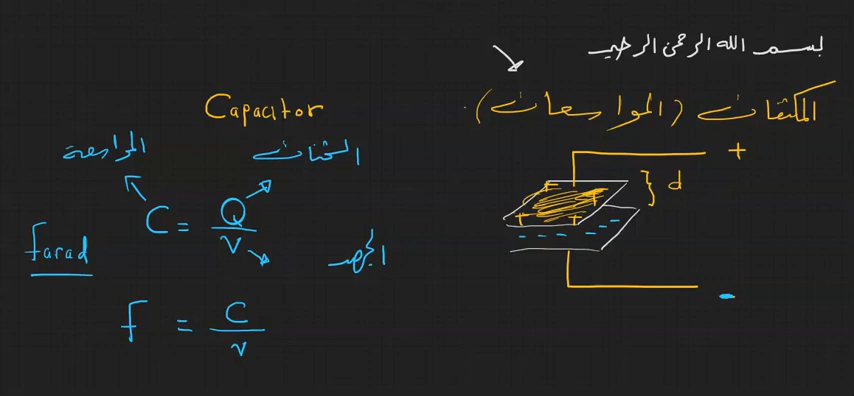 بسم الله الرحمن الرحيم
المكثفات (المواسعات)
Capacitor
المواسعة
الشحنات
C = Q / V
farad
الجهد
f = C / V
+
d
-